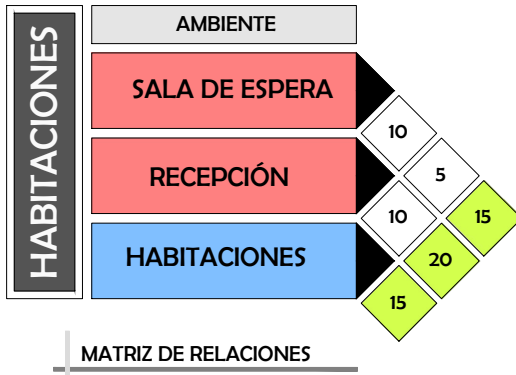 HABITACIONES
AMBIENTE
SALA DE ESPERA
10
RECEPCIÓN
5
10
15
HABITACIONES
20
15
MATRIZ DE RELACIONES